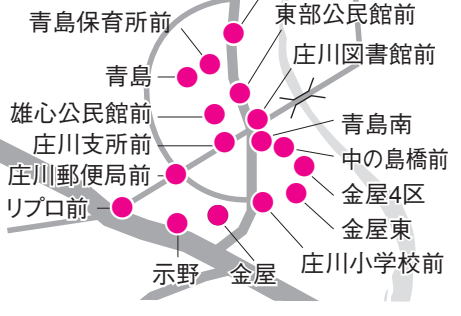 東部公民館前
青島保育所前
庄川図書館前
青島
雄心公民館前
青島南
庄川支所前
中の島橋前
庄川郵便局前
金屋4区
リプロ前
金屋東
庄川小学校前
示野
金屋